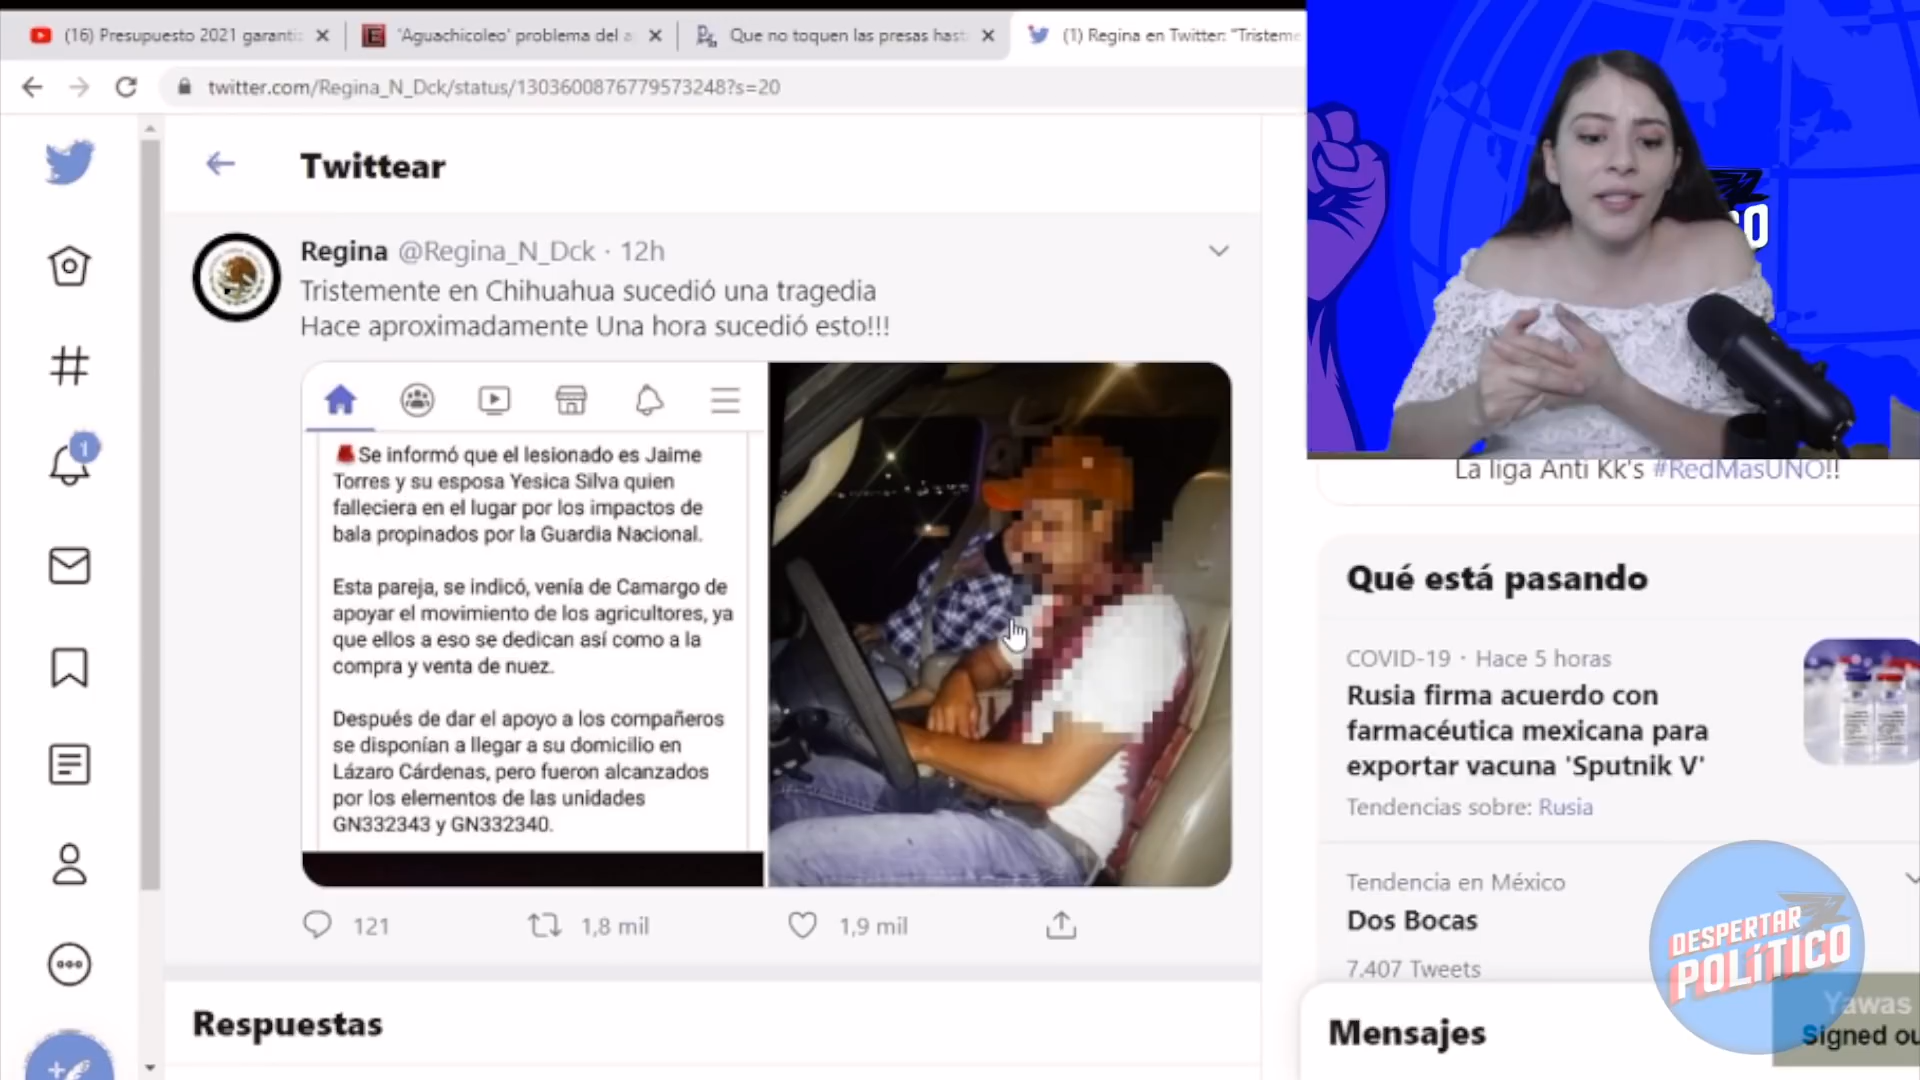 (16) Presupuesto 2021 garanti
'Aguachicoleo' problema del a
Que no toquen las presas hast
(1) Regina en Twitter: "Tristeme
twitter.com/Regina_N_Dck/status/1303600876779573248?s=20
Twittear
Regina @Regina_N_Dck · 12h
Tristemente en Chihuahua sucedió una tragedia
Hace aproximadamente Una hora sucedió esto!!!
Se informó que el lesionado es Jaime
Torres y su esposa Yesica Silva quien
falleciera en el lugar por los impactos de
bala propinados por la Guardia Nacional.
Esta pareja, se indicó, venía de Camargo de
apoyar el movimiento de los agricultores, ya
que ellos a eso se dedican así como a la
compra y venta de nuez.
Después de dar el apoyo a los compañeros
se disponían a llegar a su domicilio en
Lázaro Cárdenas, pero fueron alcanzados
por los elementos de las unidades
GN332343 y GN332340.
121
1,8 mil
1,9 mil
Respuestas
1
La liga Anti Kk's #RedMasUNO!!
Qué está pasando
COVID-19 · Hace 5 horas
Rusia firma acuerdo con
farmacéutica mexicana para
exportar vacuna 'Sputnik V'
Tendencias sobre: Rusia
Tendencia en México
Dos Bocas
7.407 Tweets
Mensajes
DESPERTAR
POLÍTICO
Yawas
Signed ou